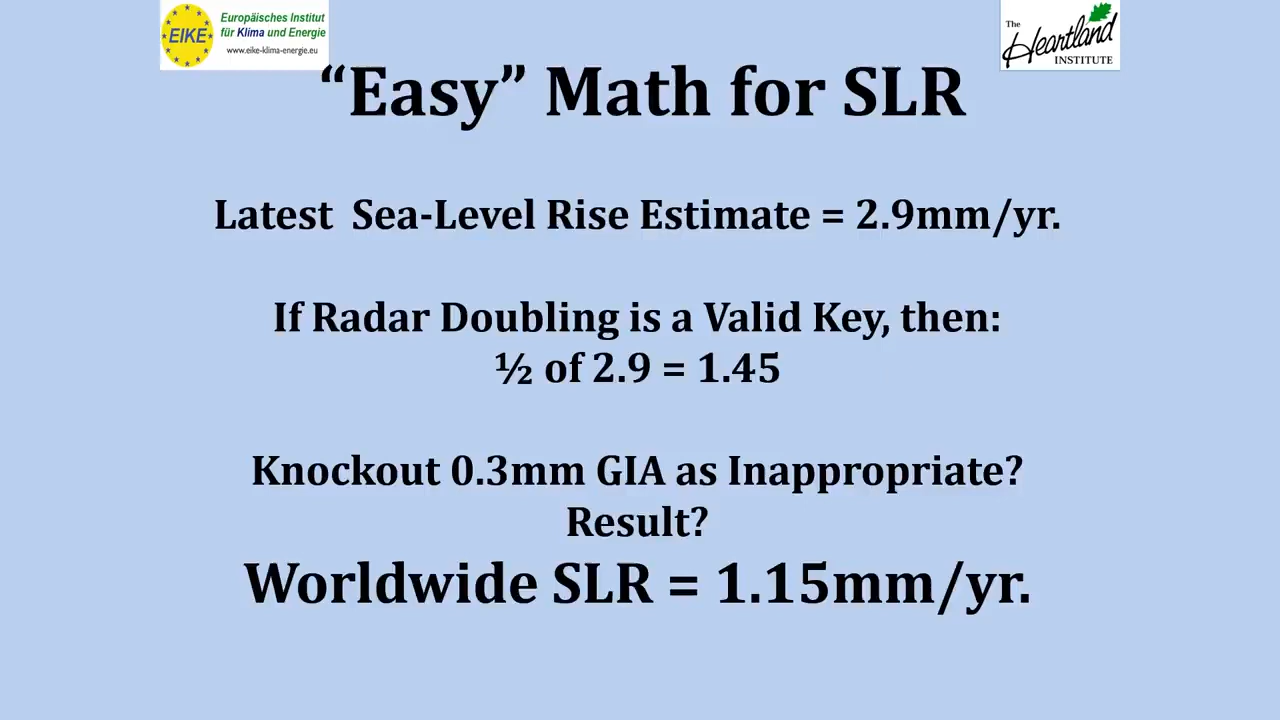 EIKE
Europäisches Institut
für Klima und Energie
www.eike-klima-energie.eu
The
Heartland
INSTITUTE
“Easy” Math for SLR
Latest Sea-Level Rise Estimate = 2.9mm/yr.
If Radar Doubling is a Valid Key, then:
½ of 2.9 = 1.45
Knockout 0.3mm GIA as Inappropriate?
Result?
Worldwide SLR = 1.15mm/yr.